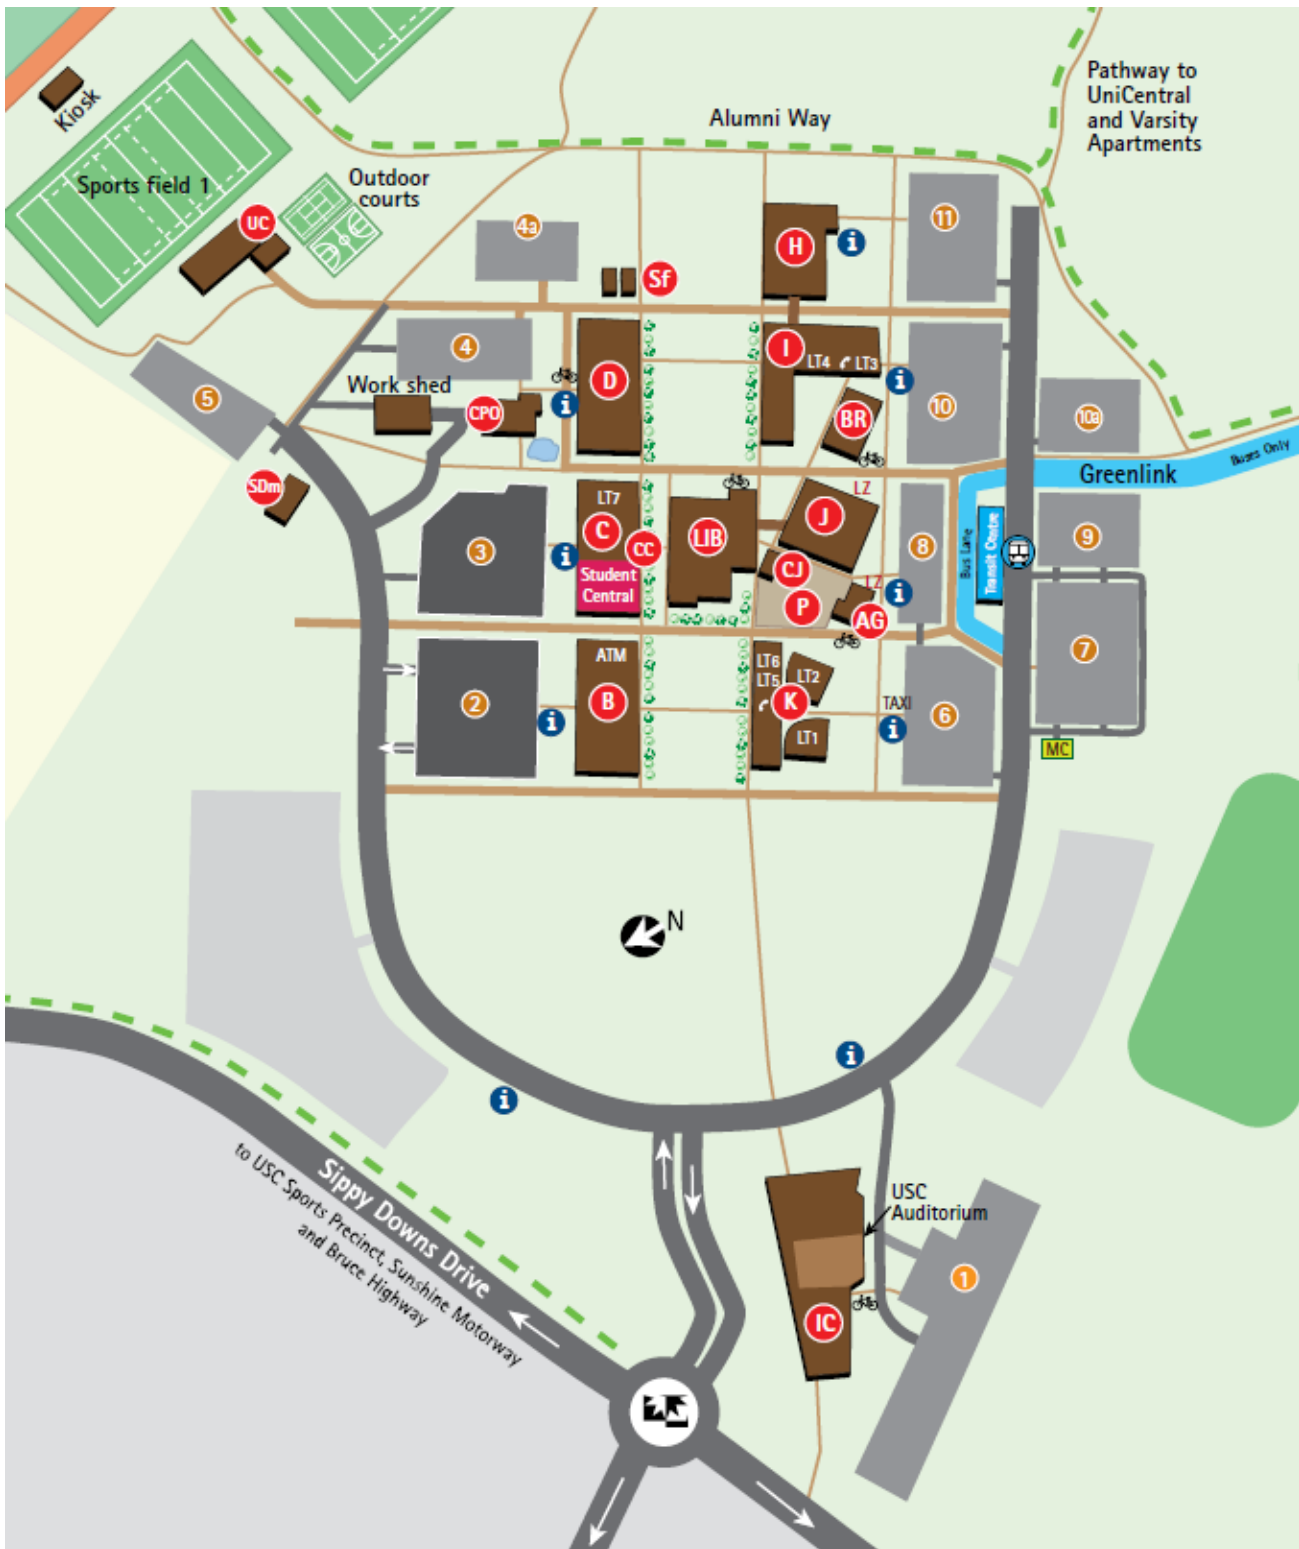 Pathway to
UniCentral
and Varsity
Apartments
Alumni Way
Kiosk
Sports field 1
Outdoor
courts
UC
4a
Sf
H
i
11
4
5
Work shed
CPO
i
D
I
LT4
LT3
i
10
10a
BR
SDm
LT7
C
CC
Student
Central
LIB
J
LZ
CJ
P
LZ
i
AG
8
Bus Lane
Transit Centre
Greenlink
Buses Only
9
3
i
2
i
ATM
B
LT6
LT5
LT2
K
LT1
TAXI
i
6
7
MC
N
i
i
Sippy Downs Drive
to USC Sports Precinct, Sunshine Motorway
and Bruce Highway
USC
Auditorium
1
IC